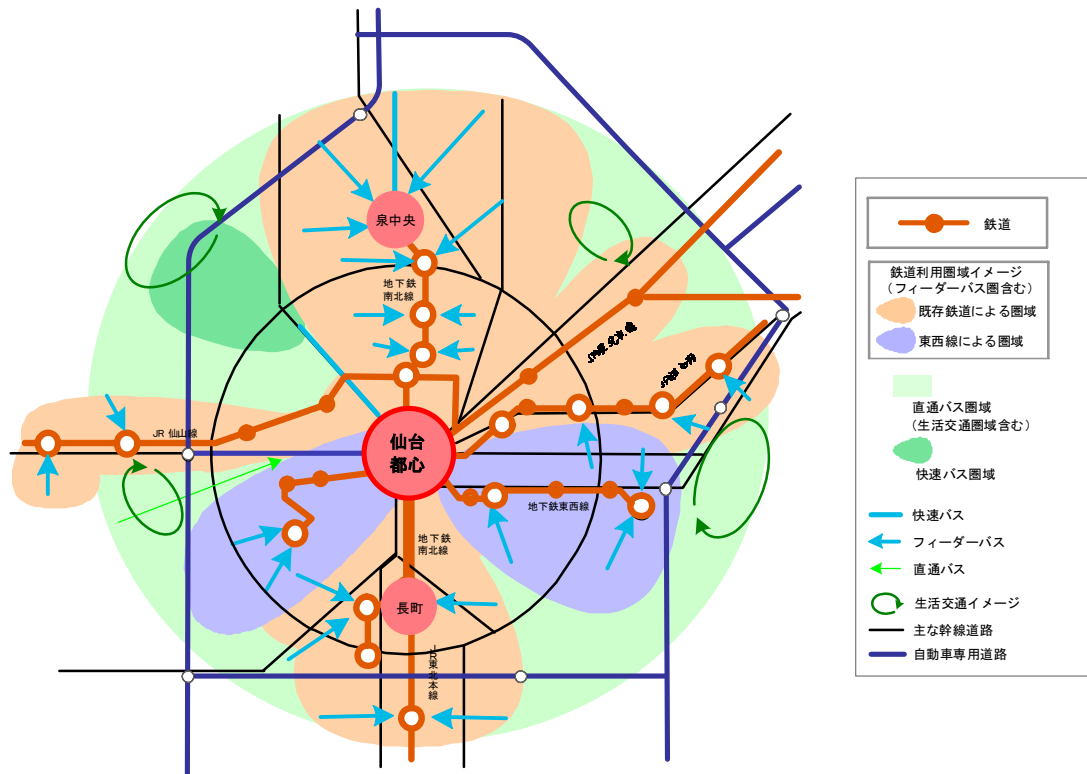 泉中央
地下鉄
南北線
仙台
都心
JR 仙山線
地下鉄東西線
地下鉄
南北線
長町
JR東北本線
鉄道
鉄道利用圏域イメージ
(フィーダーバス圏含む)
既存鉄道による圏域
東西線による圏域
直通バス圏域
(生活交通圏域含む)
快速バス圏域
快速バス
フィーダーバス
直通バス
生活交通イメージ
主な幹線道路
自動車専用道路